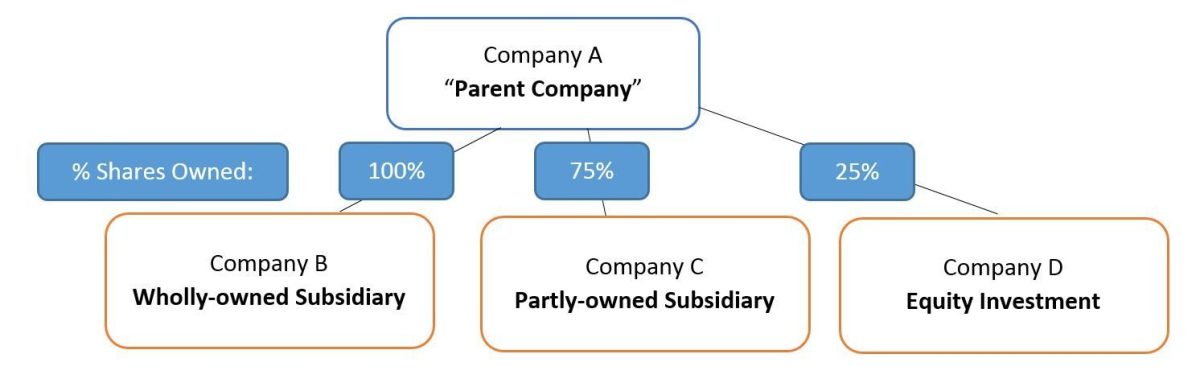 Company A
“Parent Company”
% Shares Owned:
100%
75%
25%
Company B
Wholly-owned Subsidiary
Company C
Partly-owned Subsidiary
Company D
Equity Investment